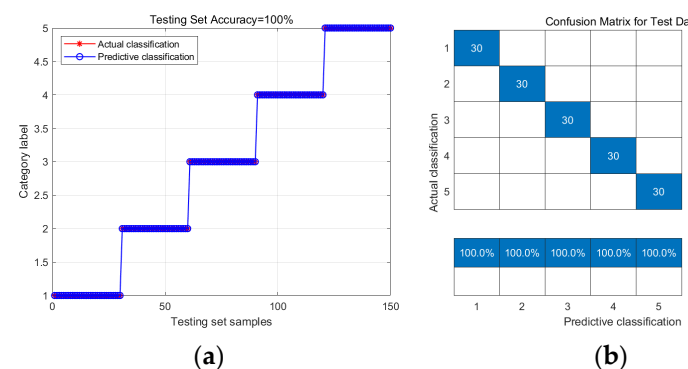 Testing Set Accuracy=100%
Actual classification
Predictive classification
5
4.5
4
3.5
3
2.5
2
1.5
1
Category label
0
50
100
150
Testing set samples
(a)
Confusion Matrix for Test Da
1
30
2
30
3
30
4
30
5
30
Actual classification
100.0% 100.0% 100.0% 100.0% 100.0%
1 2 3 4 5
Predictive classification
(b)